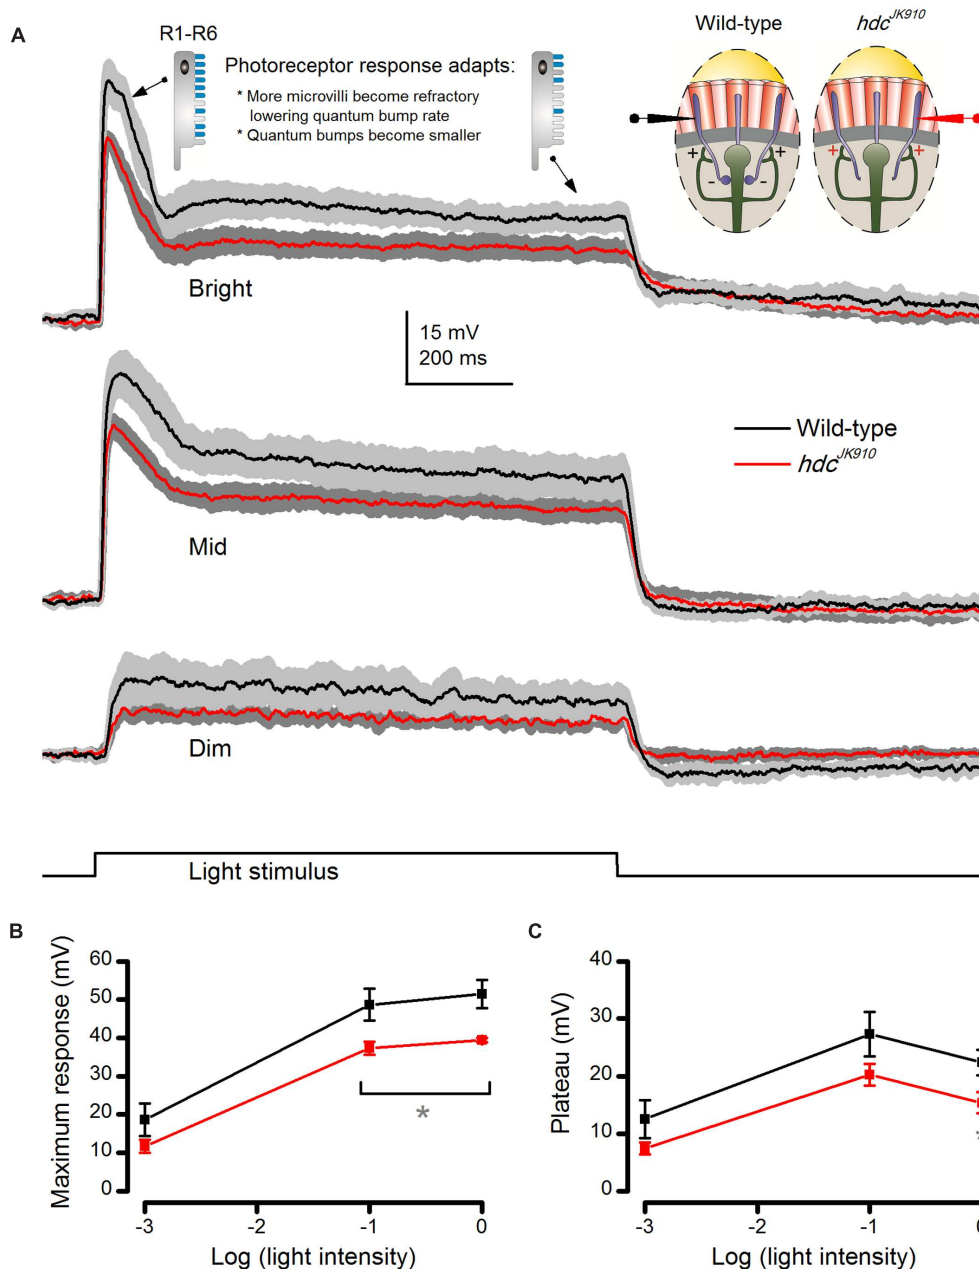 A
R1-R6
Photoreceptor response adapts:
* More microvilli become refractory
lowering quantum bump rate
* Quantum bumps become smaller
Wild-type
hdc^JK910
+
+
-
-
+
+
Bright
15 mV
200 ms
Wild-type
hdc^JK910
Mid
Dim
Light stimulus
B
Maximum response (mV)
60
50
40
30
20
10
0
*
-3
-2
-1
0
Log (light intensity)
C
Plateau (mV)
40
30
20
10
0
*
-3
-2
-1
0
Log (light intensity)